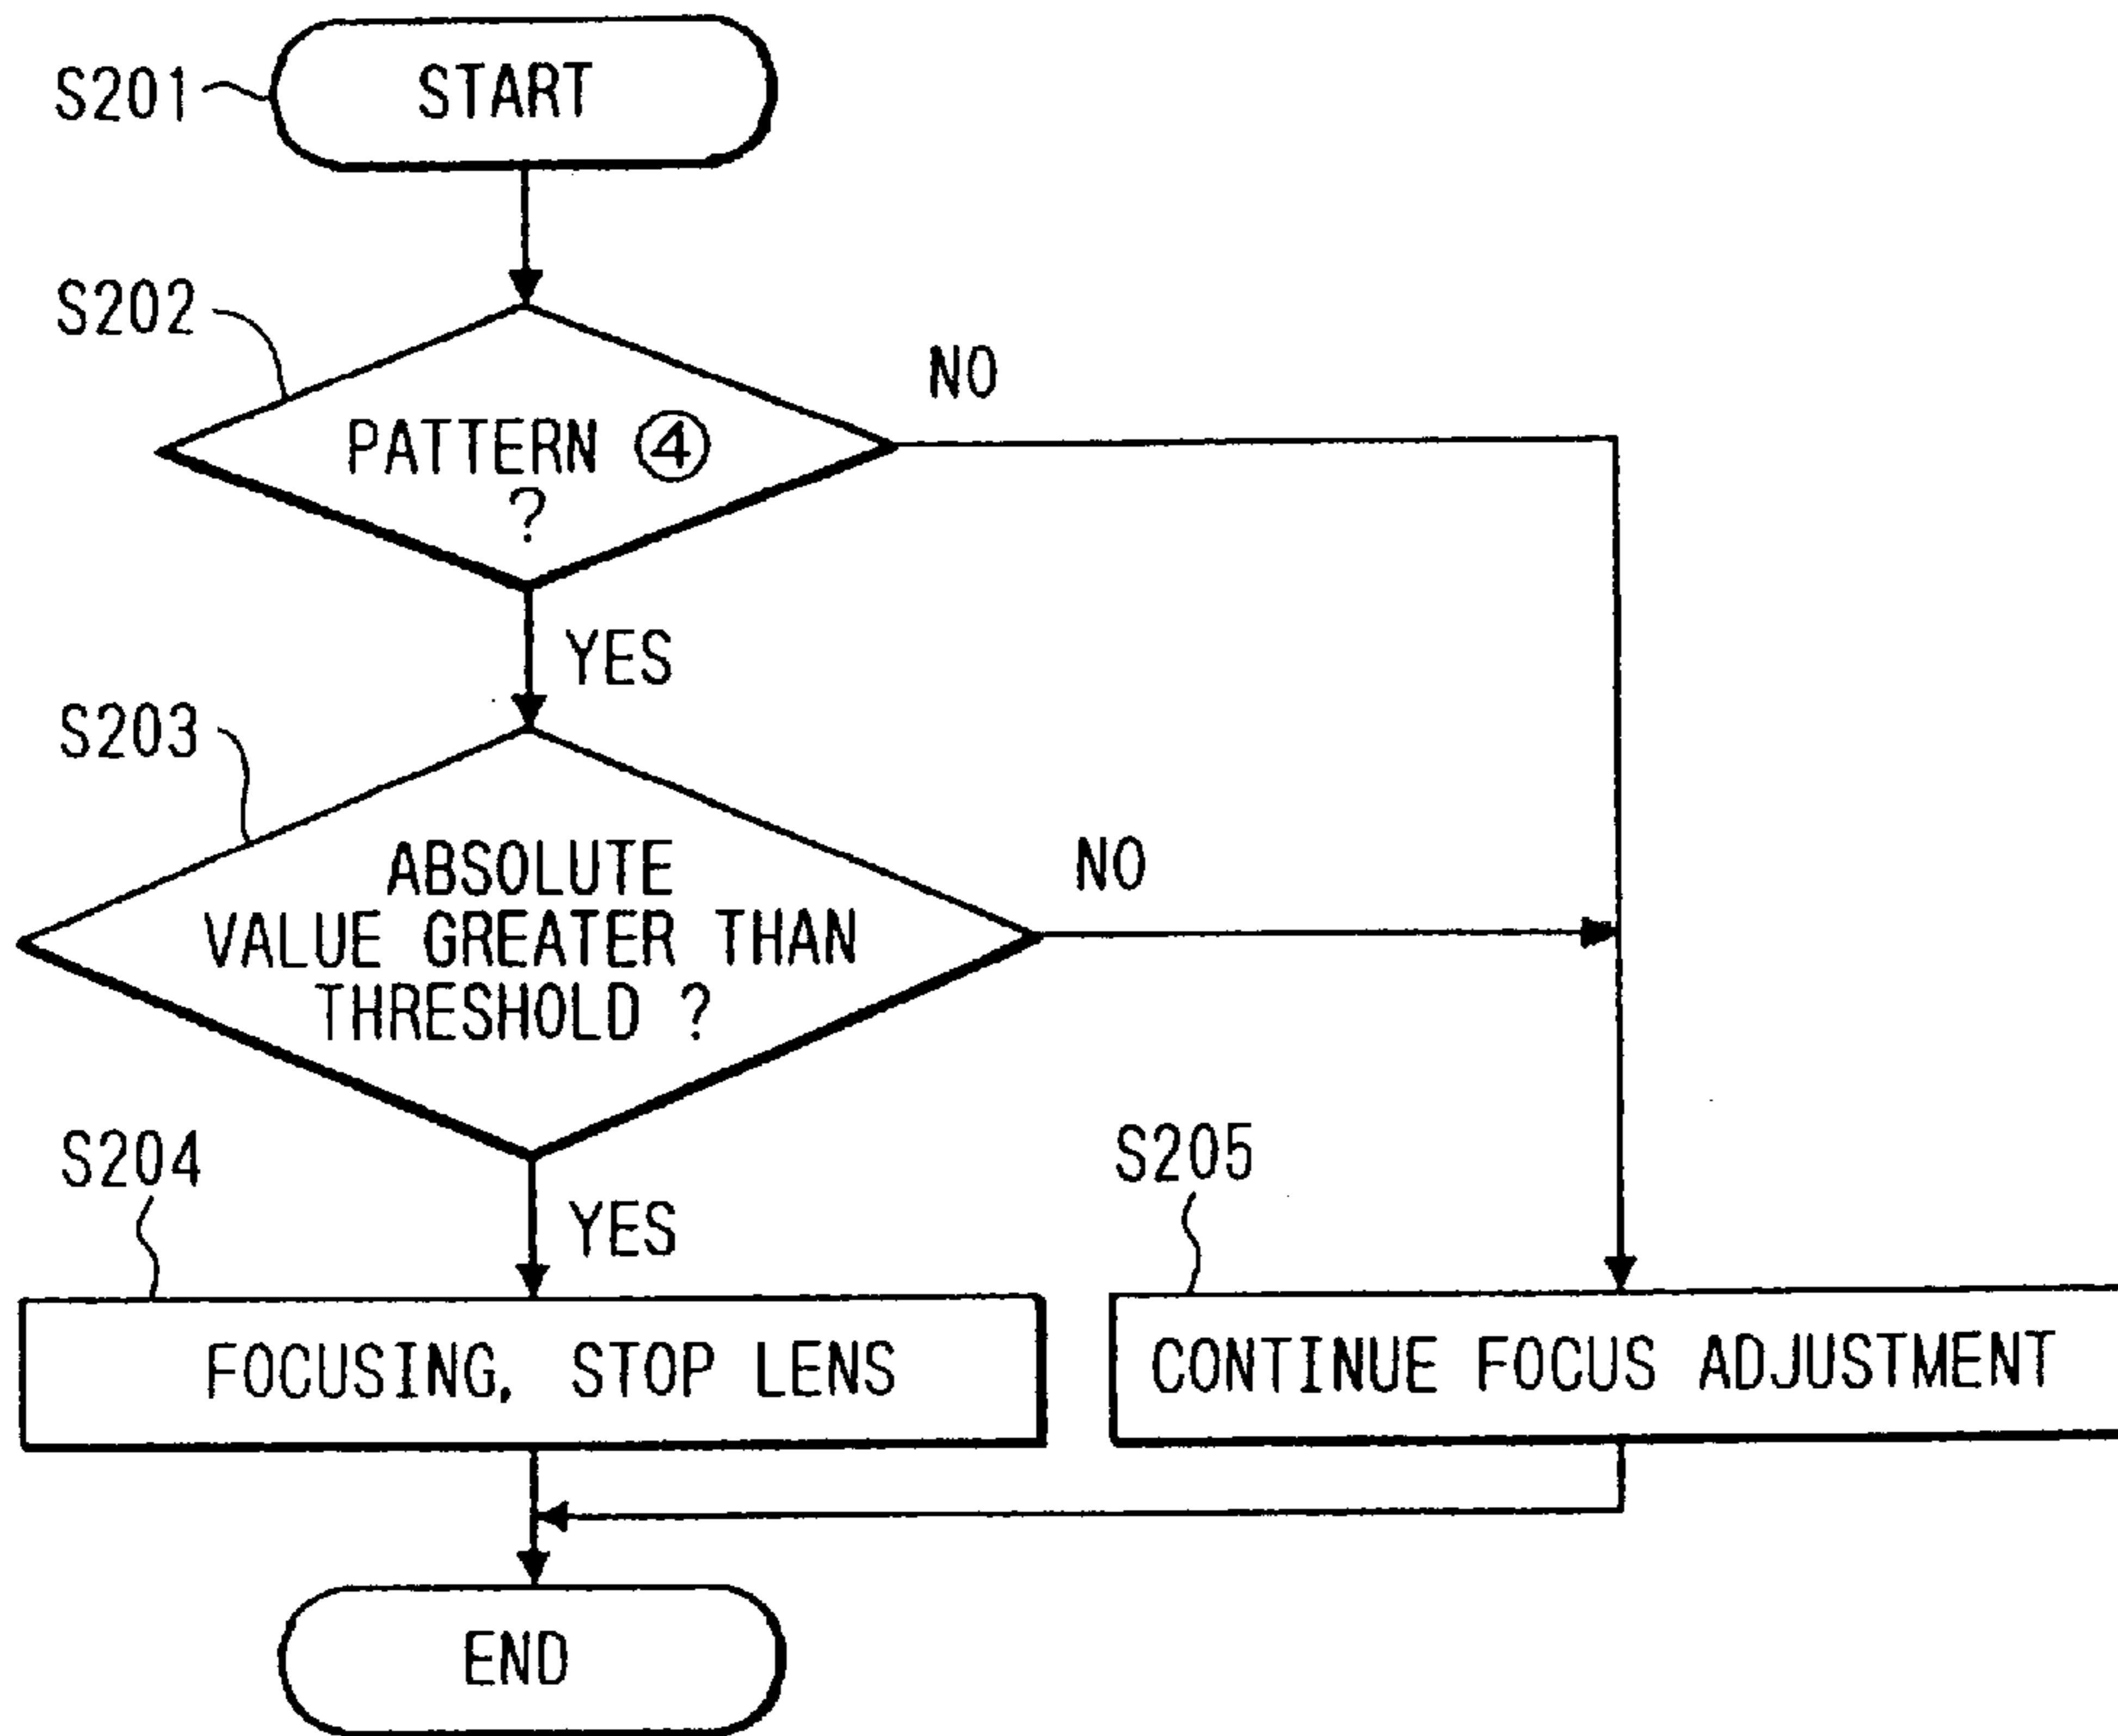 S201
START
S202
NO
PATTERN ④
?
YES
S203
ABSOLUTE
VALUE GREATER THAN
THRESHOLD ?
NO
S204
YES
S205
FOCUSING, STOP LENS
CONTINUE FOCUS ADJUSTMENT
END